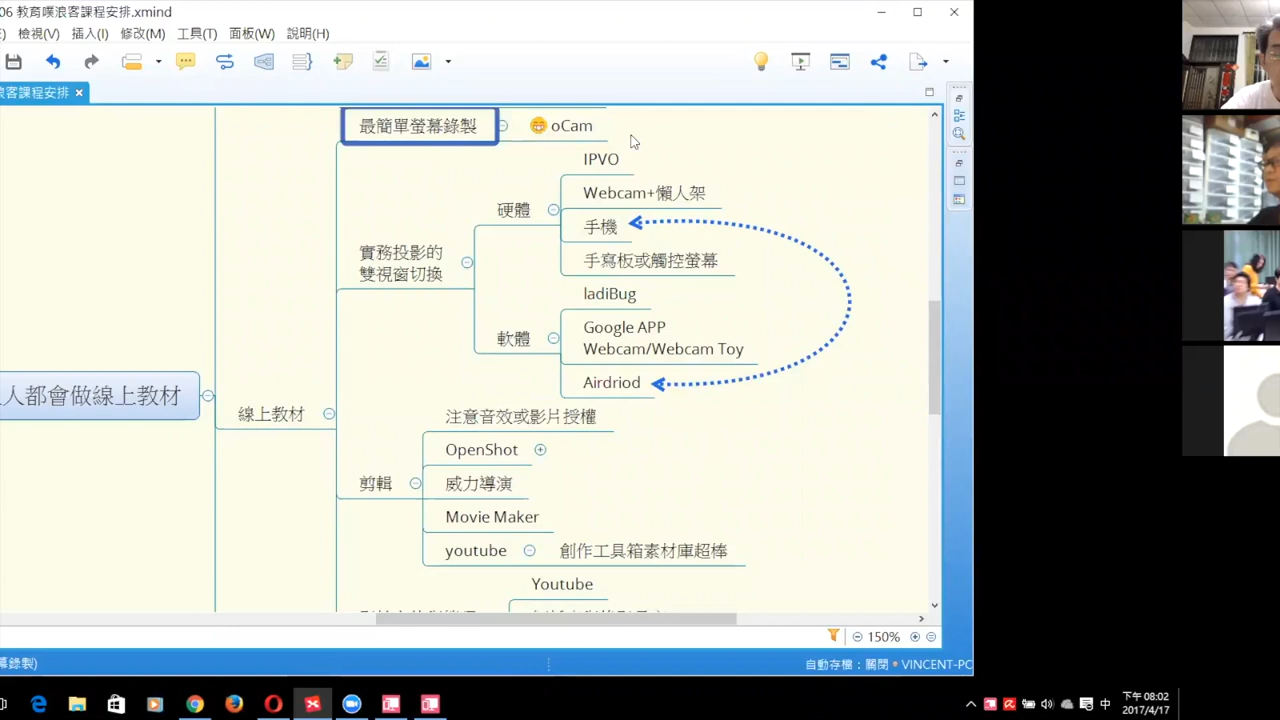 06 教育噗浪客課程安排.xmind
檢視(V) 插入(I) 修改(M) 工具(T) 面板(W) 說明(H)
浪客課程安排
最簡單螢幕錄製
oCam
IPVO
Webcam+懶人架
硬體
手機
實務投影的
雙視窗切換
手寫板或觸控螢幕
ladiBug
軟體
Google APP
Webcam/Webcam Toy
Airdriod
人都會做線上教材
線上教材
注意音效或影片授權
OpenShot
剪輯
威力導演
Movie Maker
youtube
創作工具箱素材庫超棒
Youtube
150%
幕錄製)
自動存檔：關閉
VINCENT-PC
中
下午 08:02
2017/4/17